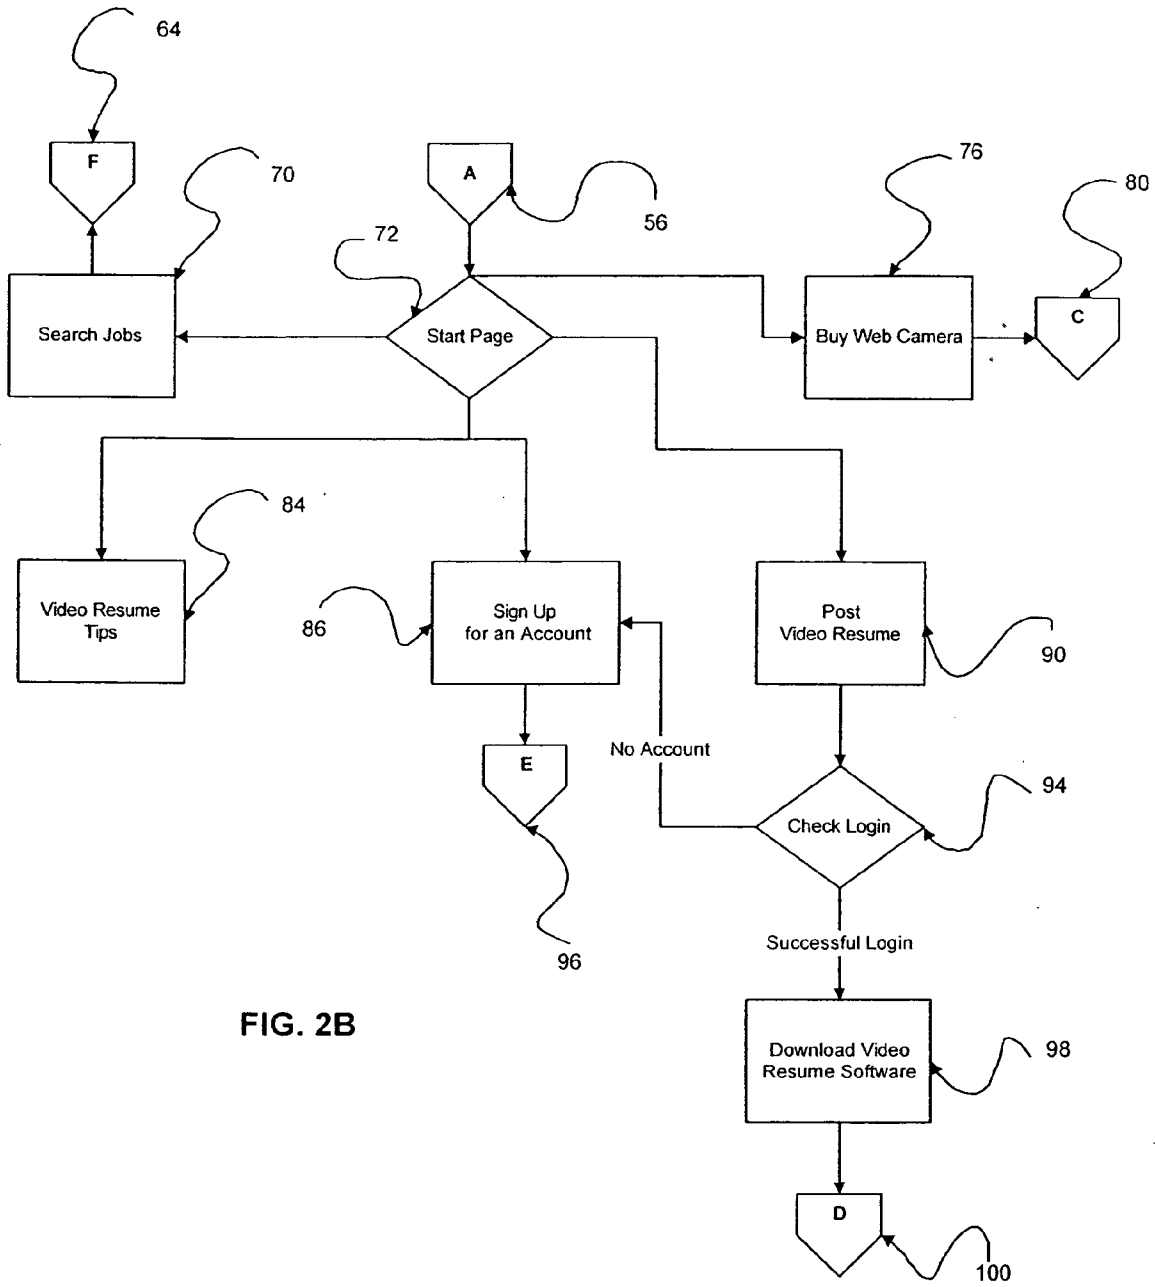 64
F
70
A
56
76
80
72
Search Jobs
Start Page
Buy Web Camera
C
84
Video Resume
Tips
86
Sign Up
for an Account
Post
Video Resume
90
No Account
E
94
Check Login
96
Successful Login
FIG. 2B
Download Video
Resume Software
98
D
100